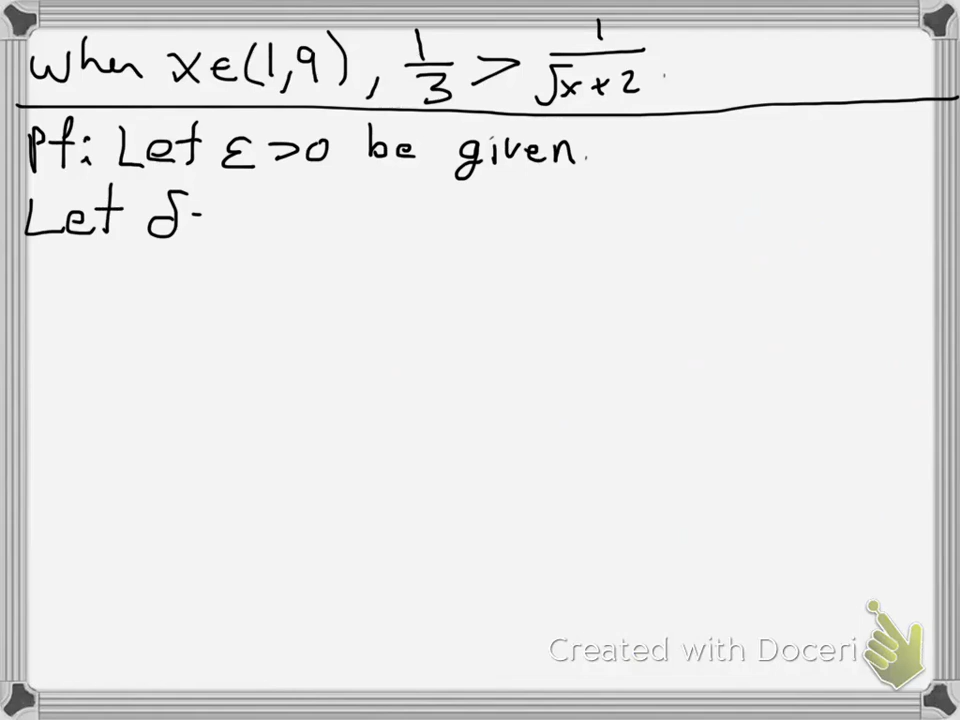 When x∈(1,9), 1/3 > 1/(√x + 2)
Pf: Let ε>0 be given.
Let δ-
Created with Doceri